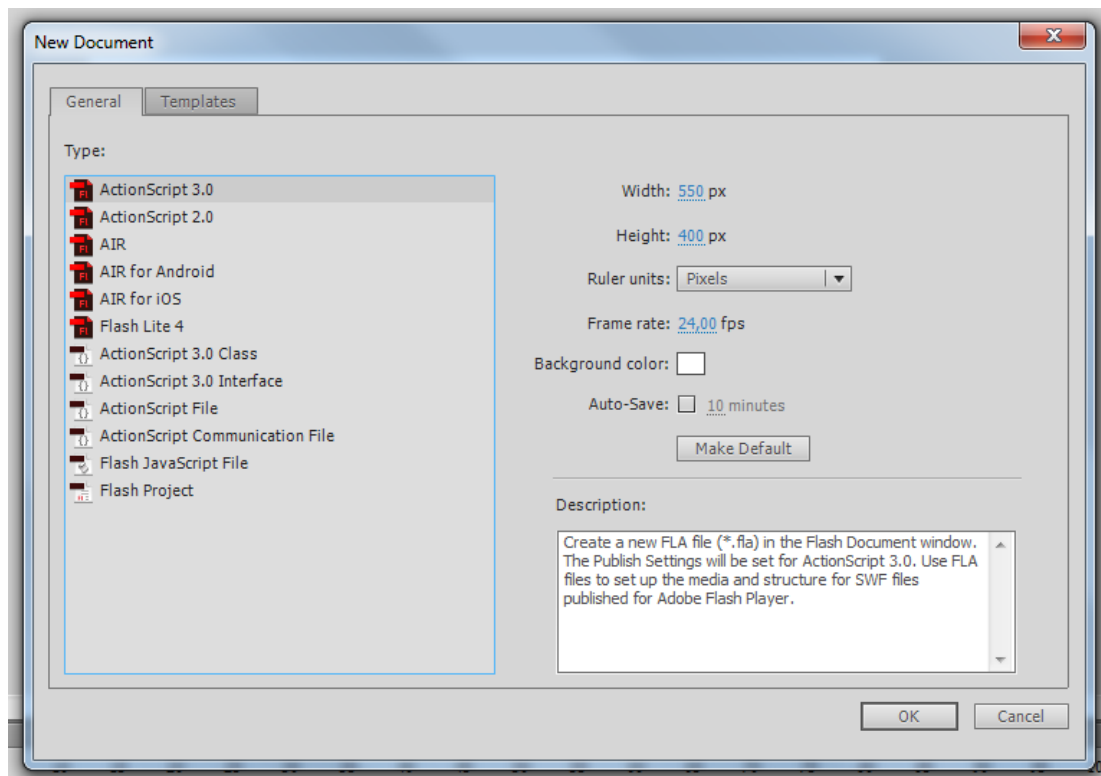 New Document
General
Templates
Type:
ActionScript 3.0
ActionScript 2.0
AIR
AIR for Android
AIR for iOS
Flash Lite 4
ActionScript 3.0 Class
ActionScript 3.0 Interface
ActionScript File
ActionScript Communication File
Flash JavaScript File
Flash Project
Width: 550 px
Height: 400 px
Ruler units: Pixels
Frame rate: 24,00 fps
Background color:
Auto-Save: 10 minutes
Make Default
Description:
Create a new FLA file (*.fla) in the Flash Document window.
The Publish Settings will be set for ActionScript 3.0. Use FLA
files to set up the media and structure for SWF files
published for Adobe Flash Player.
OK
Cancel